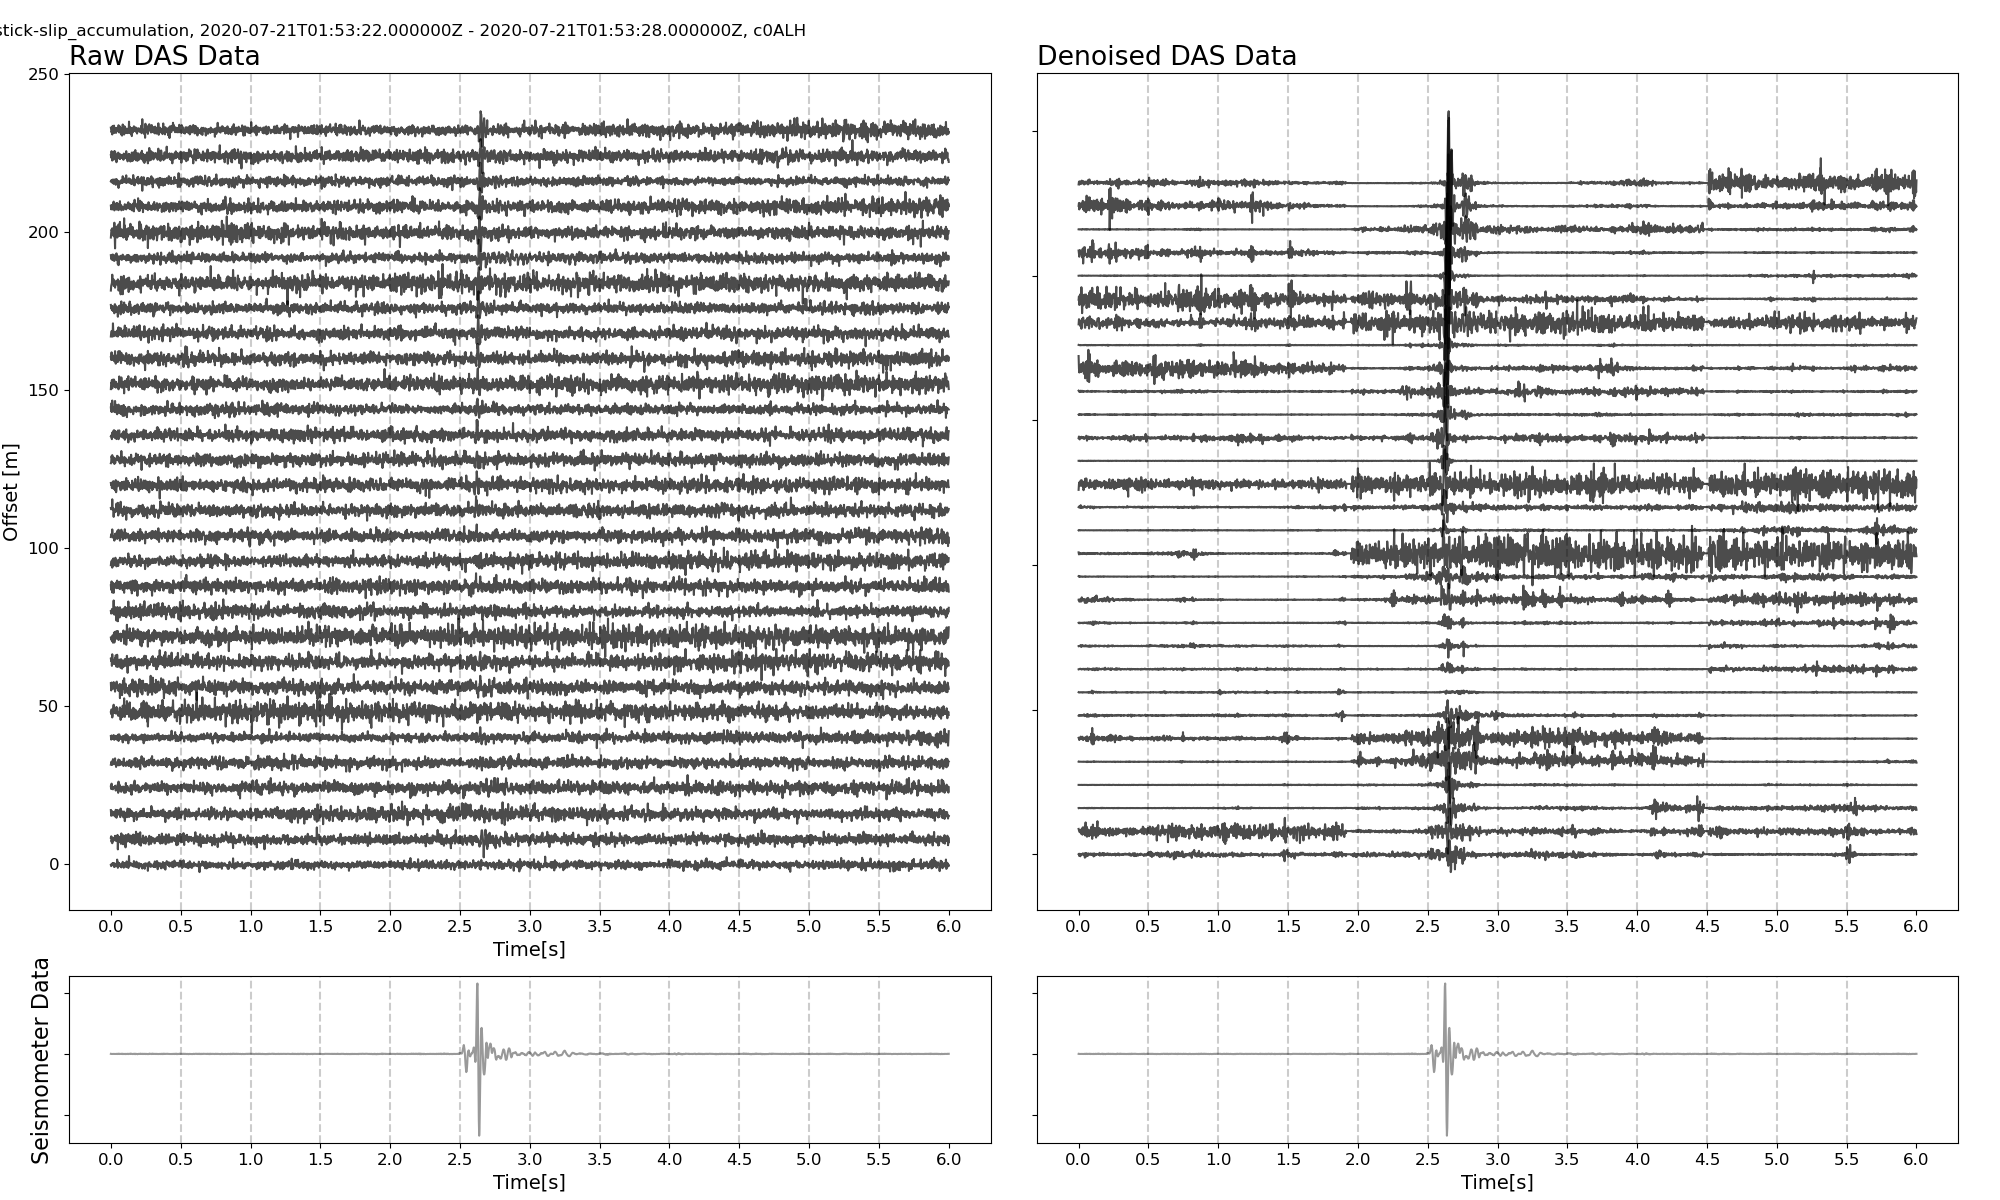 stick-slip_accumulation, 2020-07-21T01:53:22.000000Z - 2020-07-21T01:53:28.000000Z, c0ALH
Raw DAS Data
Denoised DAS Data
Offset [m]
250
200
150
100
50
0
0.0 0.5 1.0 1.5 2.0 2.5 3.0 3.5 4.0 4.5 5.0 5.5 6.0
Time[s]
0.0 0.5 1.0 1.5 2.0 2.5 3.0 3.5 4.0 4.5 5.0 5.5 6.0
Seismometer Data
0.0 0.5 1.0 1.5 2.0 2.5 3.0 3.5 4.0 4.5 5.0 5.5 6.0
Time[s]
0.0 0.5 1.0 1.5 2.0 2.5 3.0 3.5 4.0 4.5 5.0 5.5 6.0
Time[s]